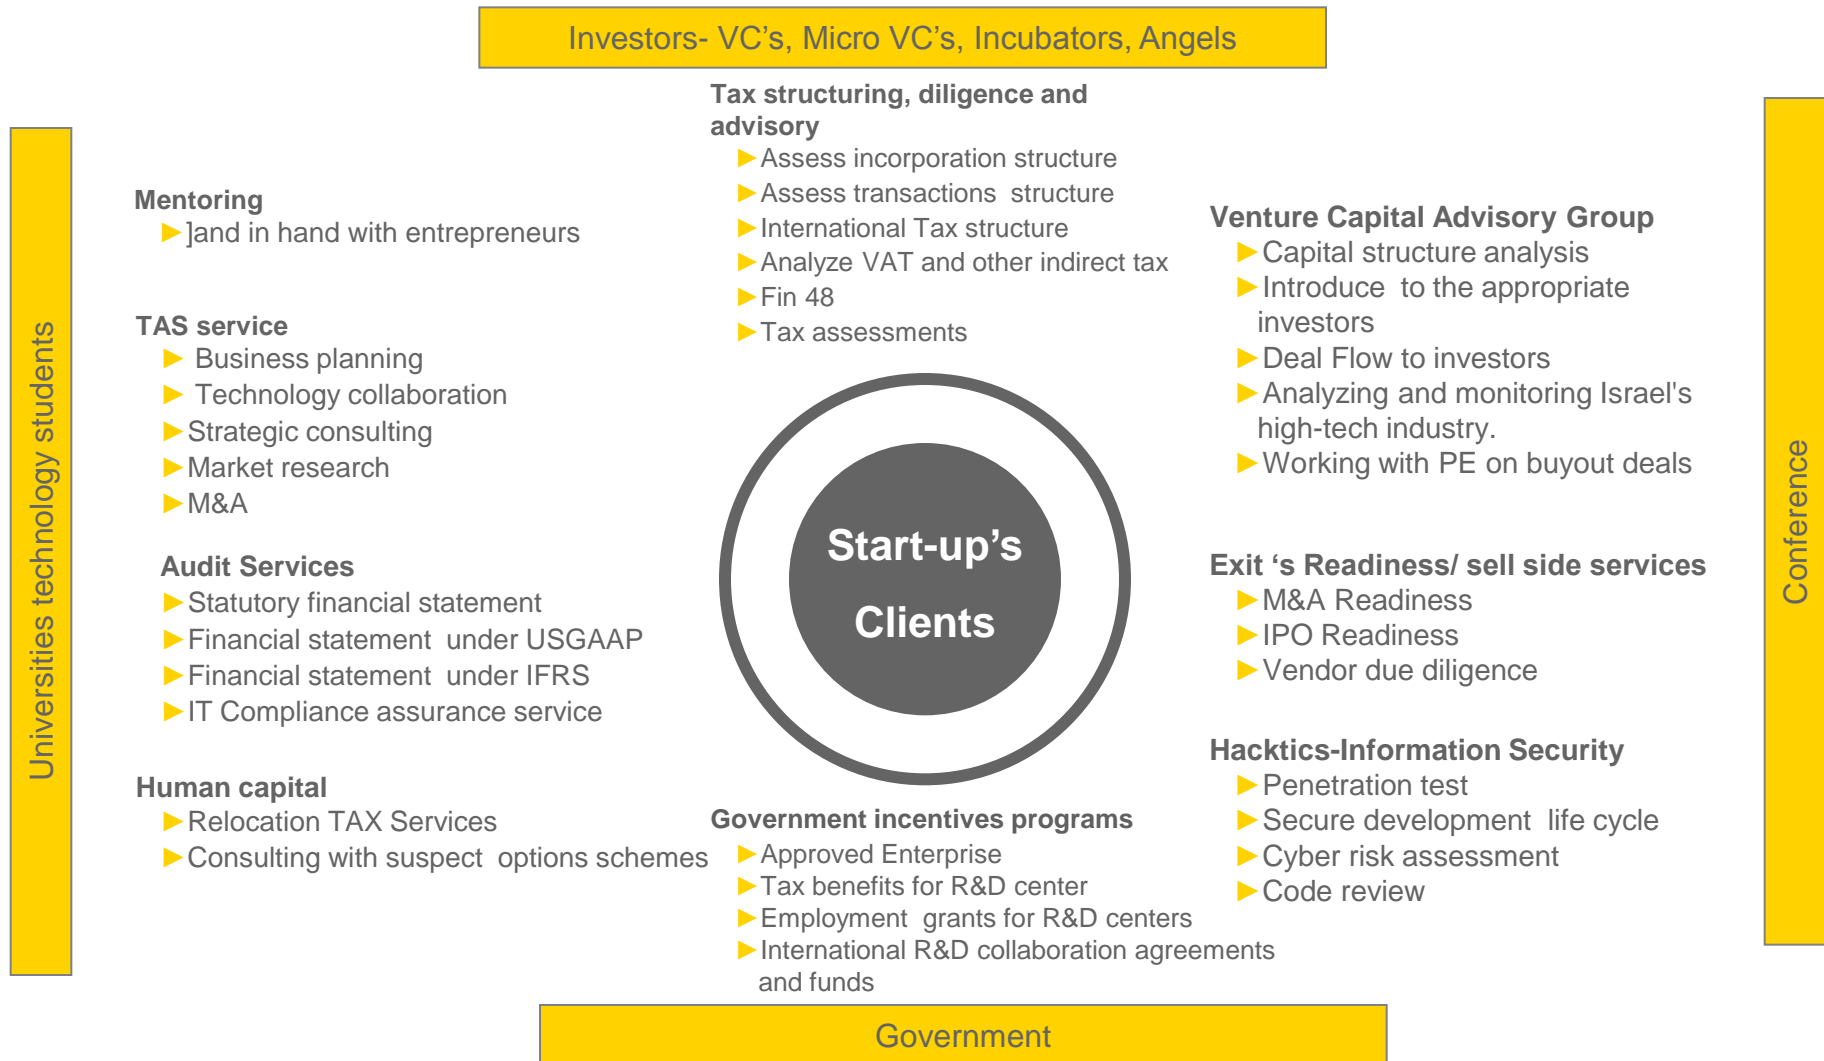 Investors- VC’s, Micro VC’s, Incubators, Angels
Universities technology students
Mentoring
►]and in hand with entrepreneurs
TAS service
► Business planning
► Technology collaboration
►Strategic consulting
►Market research
►M&A
Audit Services
►Statutory financial statement
►Financial statement under USGAAP
►Financial statement under IFRS
►IT Compliance assurance service
Human capital
►Relocation TAX Services
►Consulting with suspect options schemes
Tax structuring, diligence and
advisory
►Assess incorporation structure
►Assess transactions structure
►International Tax structure
►Analyze VAT and other indirect tax
►Fin 48
►Tax assessments
Start-up’s
Clients
Government incentives programs
►Approved Enterprise
►Tax benefits for R&D center
►Employment grants for R&D centers
►International R&D collaboration agreements
and funds
Venture Capital Advisory Group
►Capital structure analysis
►Introduce to the appropriate
investors
►Deal Flow to investors
►Analyzing and monitoring Israel's
high-tech industry.
►Working with PE on buyout deals
Exit ‘s Readiness/ sell side services
►M&A Readiness
►IPO Readiness
►Vendor due diligence
Hacktics-Information Security
►Penetration test
►Secure development life cycle
►Cyber risk assessment
►Code review
Conference
Government